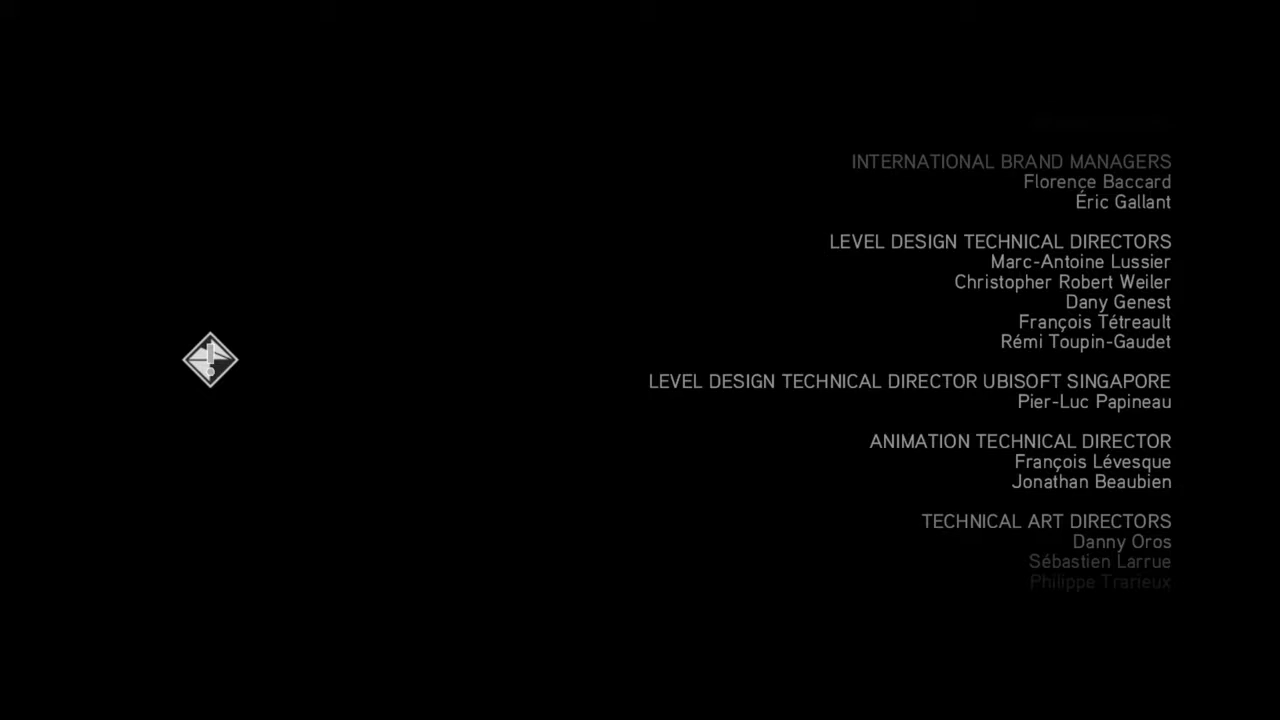 INTERNATIONAL BRAND MANAGERS
Florence Baccard
Éric Gallant
LEVEL DESIGN TECHNICAL DIRECTORS
Marc-Antoine Lussier
Christopher Robert Weiler
Dany Genest
François Tétreault
Rémi Toupin-Gaudet
LEVEL DESIGN TECHNICAL DIRECTOR UBISOFT SINGAPORE
Pier-Luc Papineau
ANIMATION TECHNICAL DIRECTOR
François Lévesque
Jonathan Beaubien
TECHNICAL ART DIRECTORS
Danny Oros
Sébastien Larrue
Philippe Trarieux